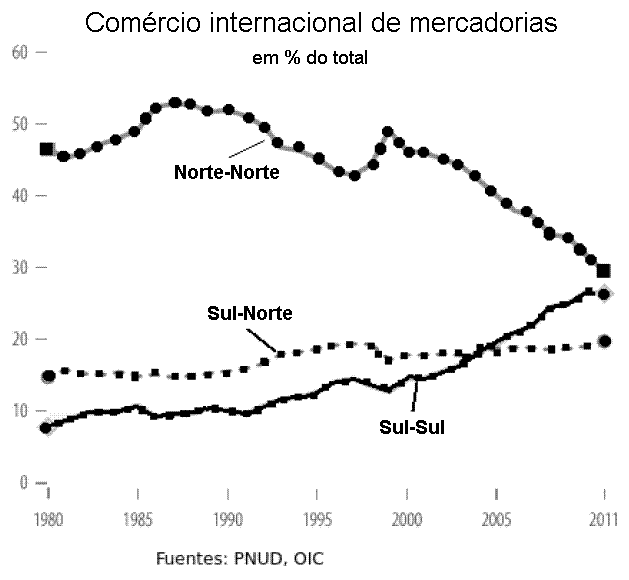 Comércio internacional de mercadorias
em % do total
60
50
Norte-Norte
40
30
Sul-Norte
20
10
Sul-Sul
0
1980 1985 1990 1995 2000 2005 2011
Fuentes: PNUD, OIC